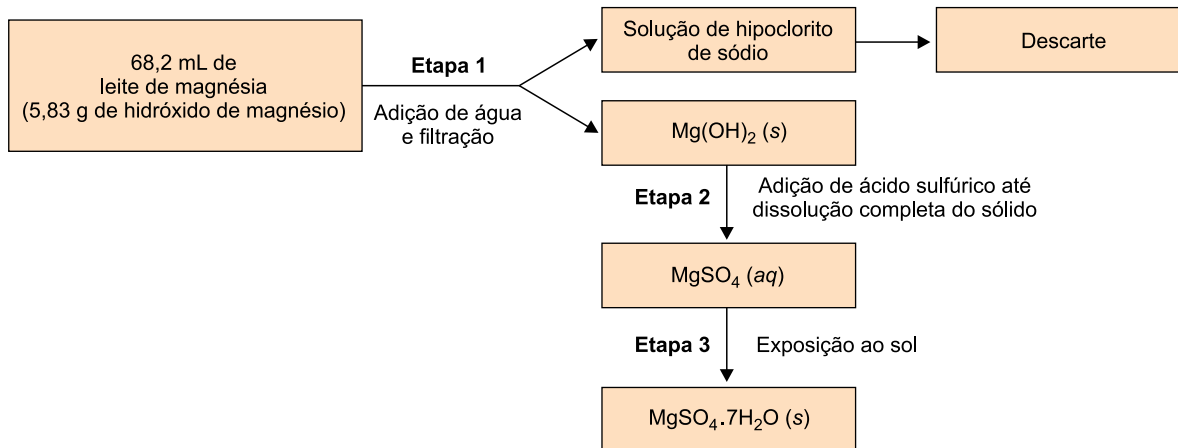 68,2 mL de
leite de magnésia
(5,83 g de hidróxido de magnésio)
Etapa 1
Adição de água
e filtração
Solução de hipoclorito
de sódio
Descarte
Mg(OH)₂ (s)
Etapa 2
Adição de ácido sulfúrico até
dissolução completa do sólido
MgSO₄ (aq)
Etapa 3
Exposição ao sol
MgSO₄.7H₂O (s)